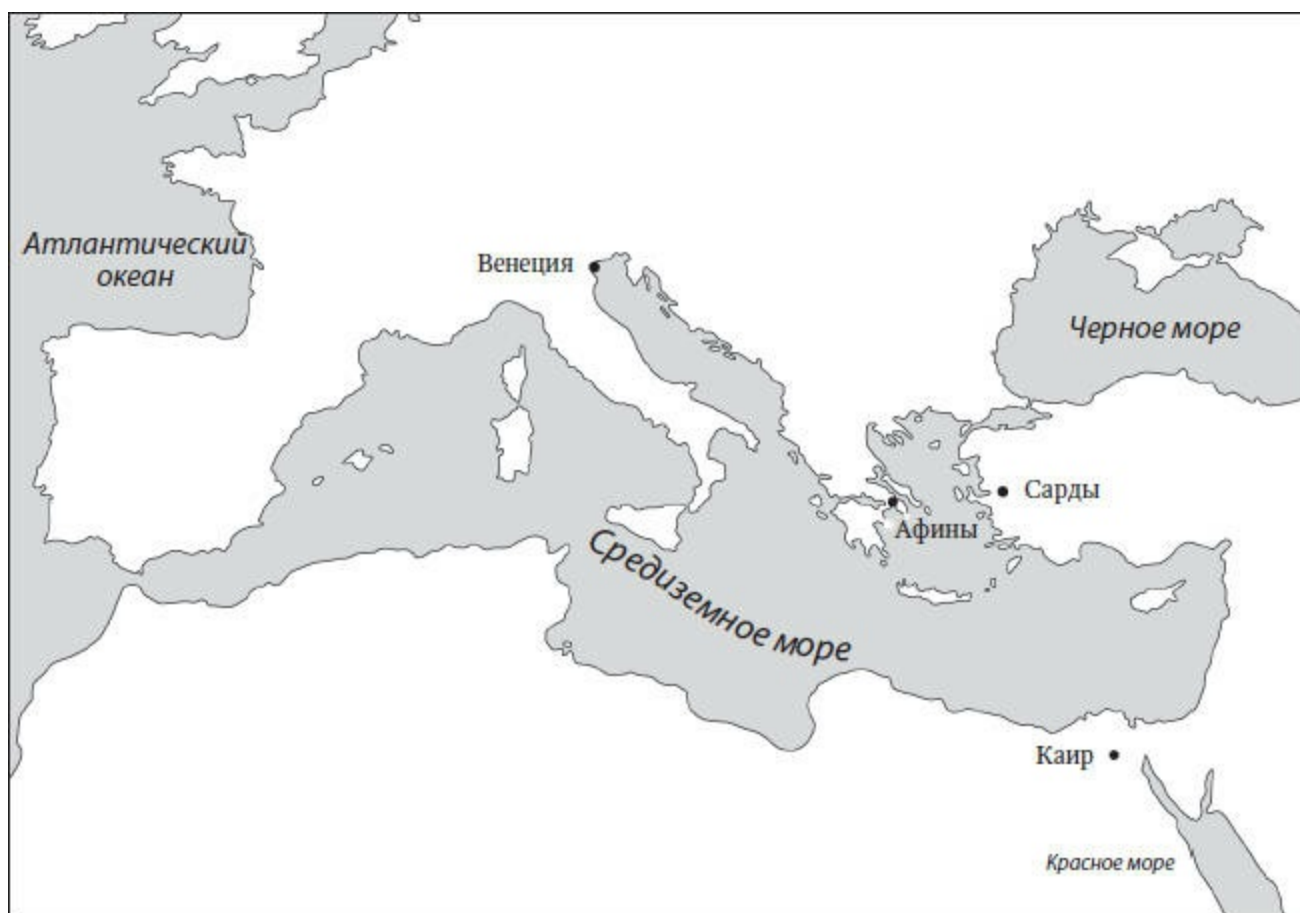 Атлантический
океан
Венеция
Черное море
Сарды
Афины
Средиземное море
Каир
Красное море